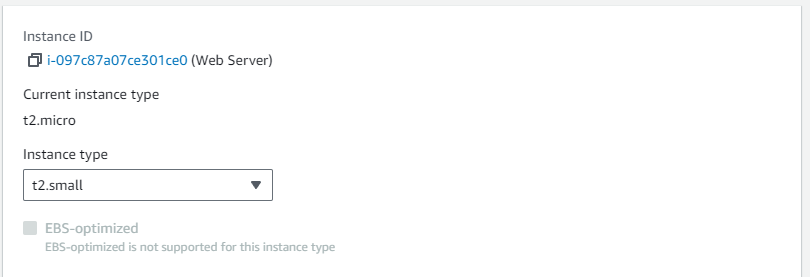 Instance ID
i-097c87a07ce301ce0 (Web Server)
Current instance type
t2.micro
Instance type
t2.small
EBS-optimized
EBS-optimized is not supported for this instance type